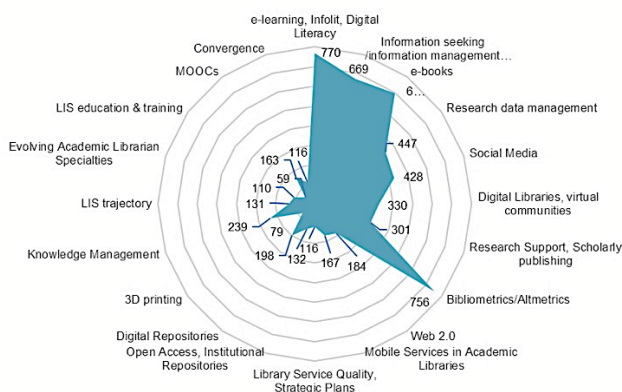 e-learning, Infolit, Digital
Literacy
Convergence
Information seeking
/information management…
MOOCs
e-books
LIS education & training
Research data management
Evolving Academic Librarian
Specialties
Social Media
LIS trajectory
Digital Libraries, virtual
communities
Knowledge Management
Research Support, Scholarly
publishing
3D printing
Bibliometrics/Altmetrics
Digital Repositories
Web 2.0
Open Access, Institutional
Repositories
Mobile Services in Academic
Libraries
Library Service Quality,
Strategic Plans
770
669
6…
447
428
330
301
756
184
167
116
132
198
79
239
131
110
59
163
116